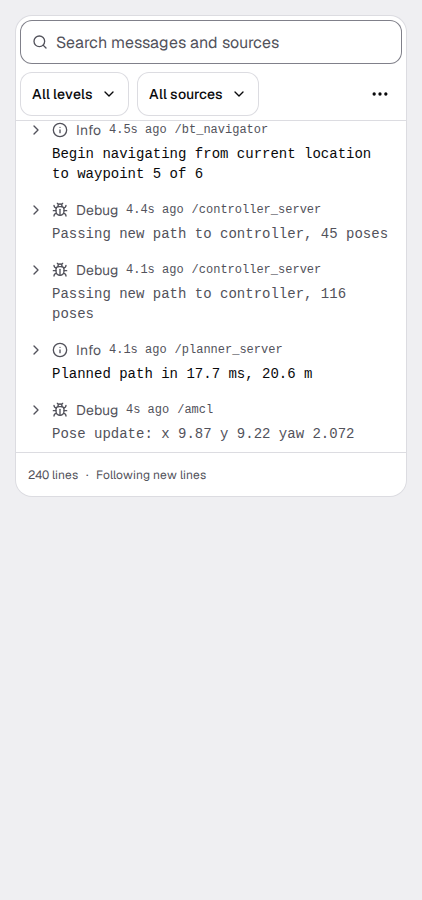 Search messages and sources
All levels
All sources
Info 4.5s ago /bt_navigator
Begin navigating from current location
to waypoint 5 of 6
Debug 4.4s ago /controller_server
Passing new path to controller, 45 poses
Debug 4.1s ago /controller_server
Passing new path to controller, 116
poses
Info 4.1s ago /planner_server
Planned path in 17.7 ms, 20.6 m
Debug 4s ago /amcl
Pose update: x 9.87 y 9.22 yaw 2.072
240 lines · Following new lines